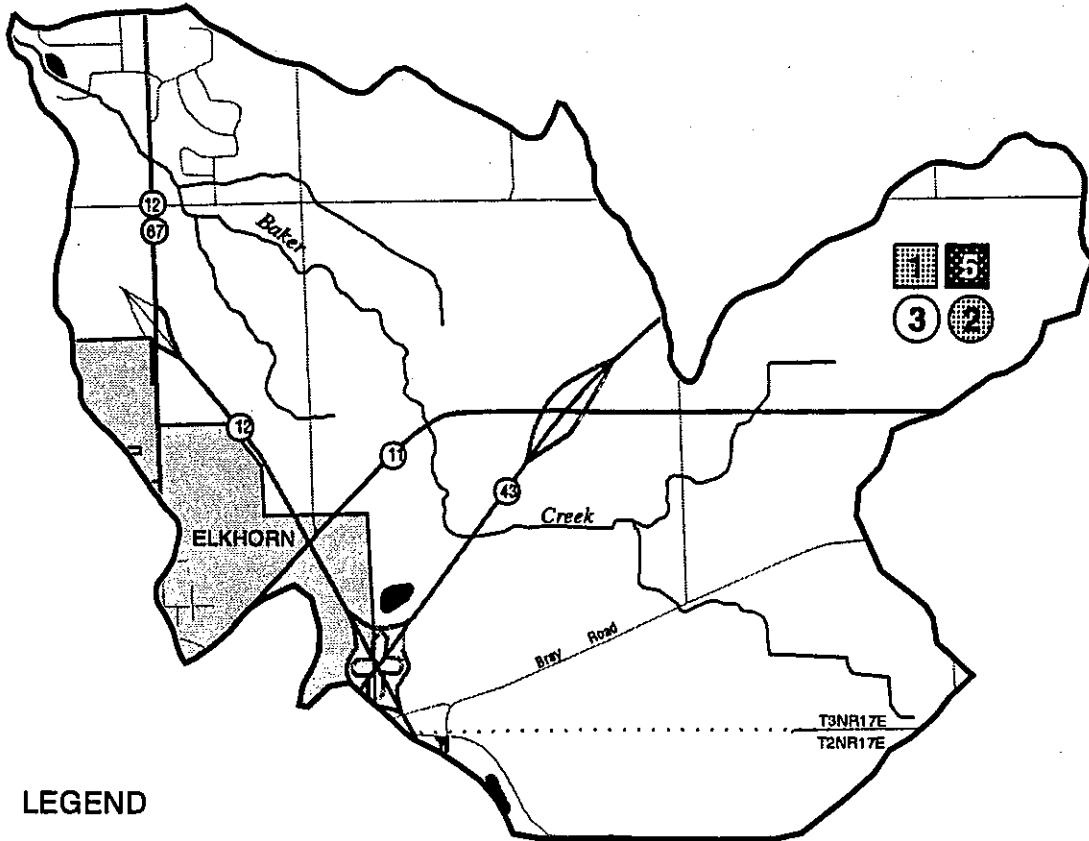 12
67
Baker
1 5
3 2
12
11
43
Creek
ELKHORN
Bray Road
T3NR17E
T2NR17E
LEGEND